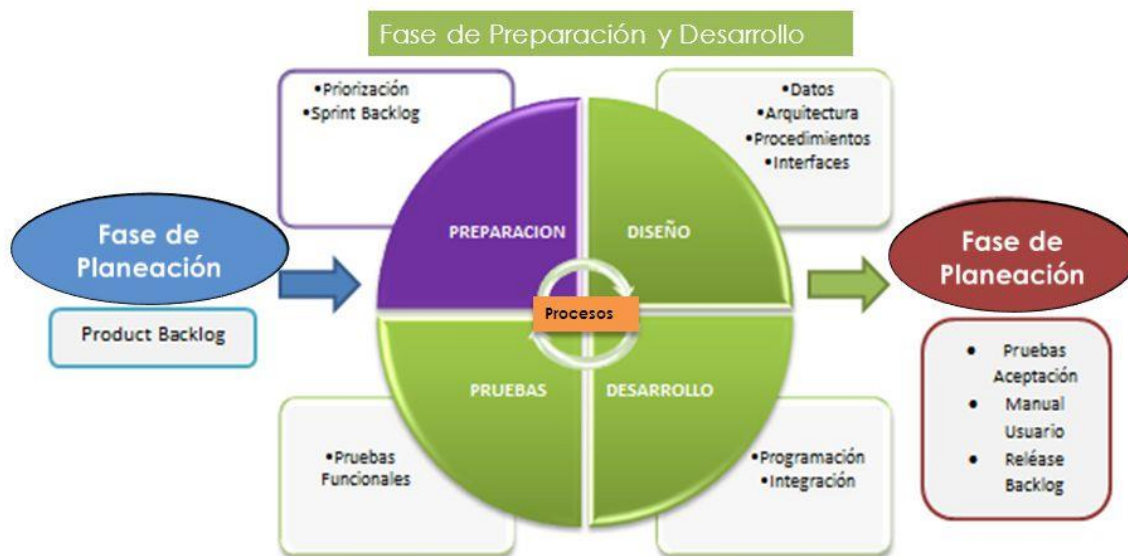 Fase de Preparación y Desarrollo
•Priorización
•Sprint Backlog
•Datos
•Arquitectura
•Procedimientos
•Interfaces
Fase de
Planeación
Product Backlog
PREPARACION
DISEÑO
Procesos
PRUEBAS
DESARROLLO
Fase de
Planeación
• Pruebas
Aceptación
• Manual
Usuario
• Reléase
Backlog
•Pruebas
Funcionales
•Programación
•Integración